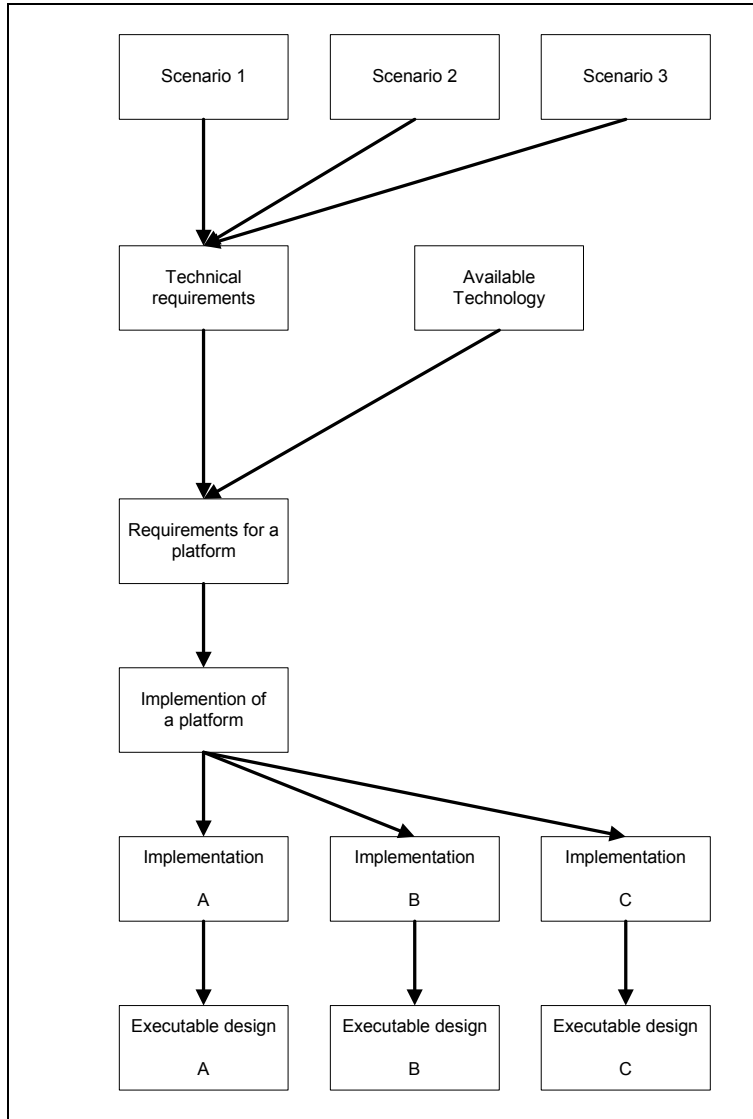 Scenario 1
Scenario 2
Scenario 3
Technical
requirements
Available
Technology
Requirements for a
platform
Implemention of
a platform
Implementation
A
Implementation
B
Implementation
C
Executable design
A
Executable design
B
Executable design
C